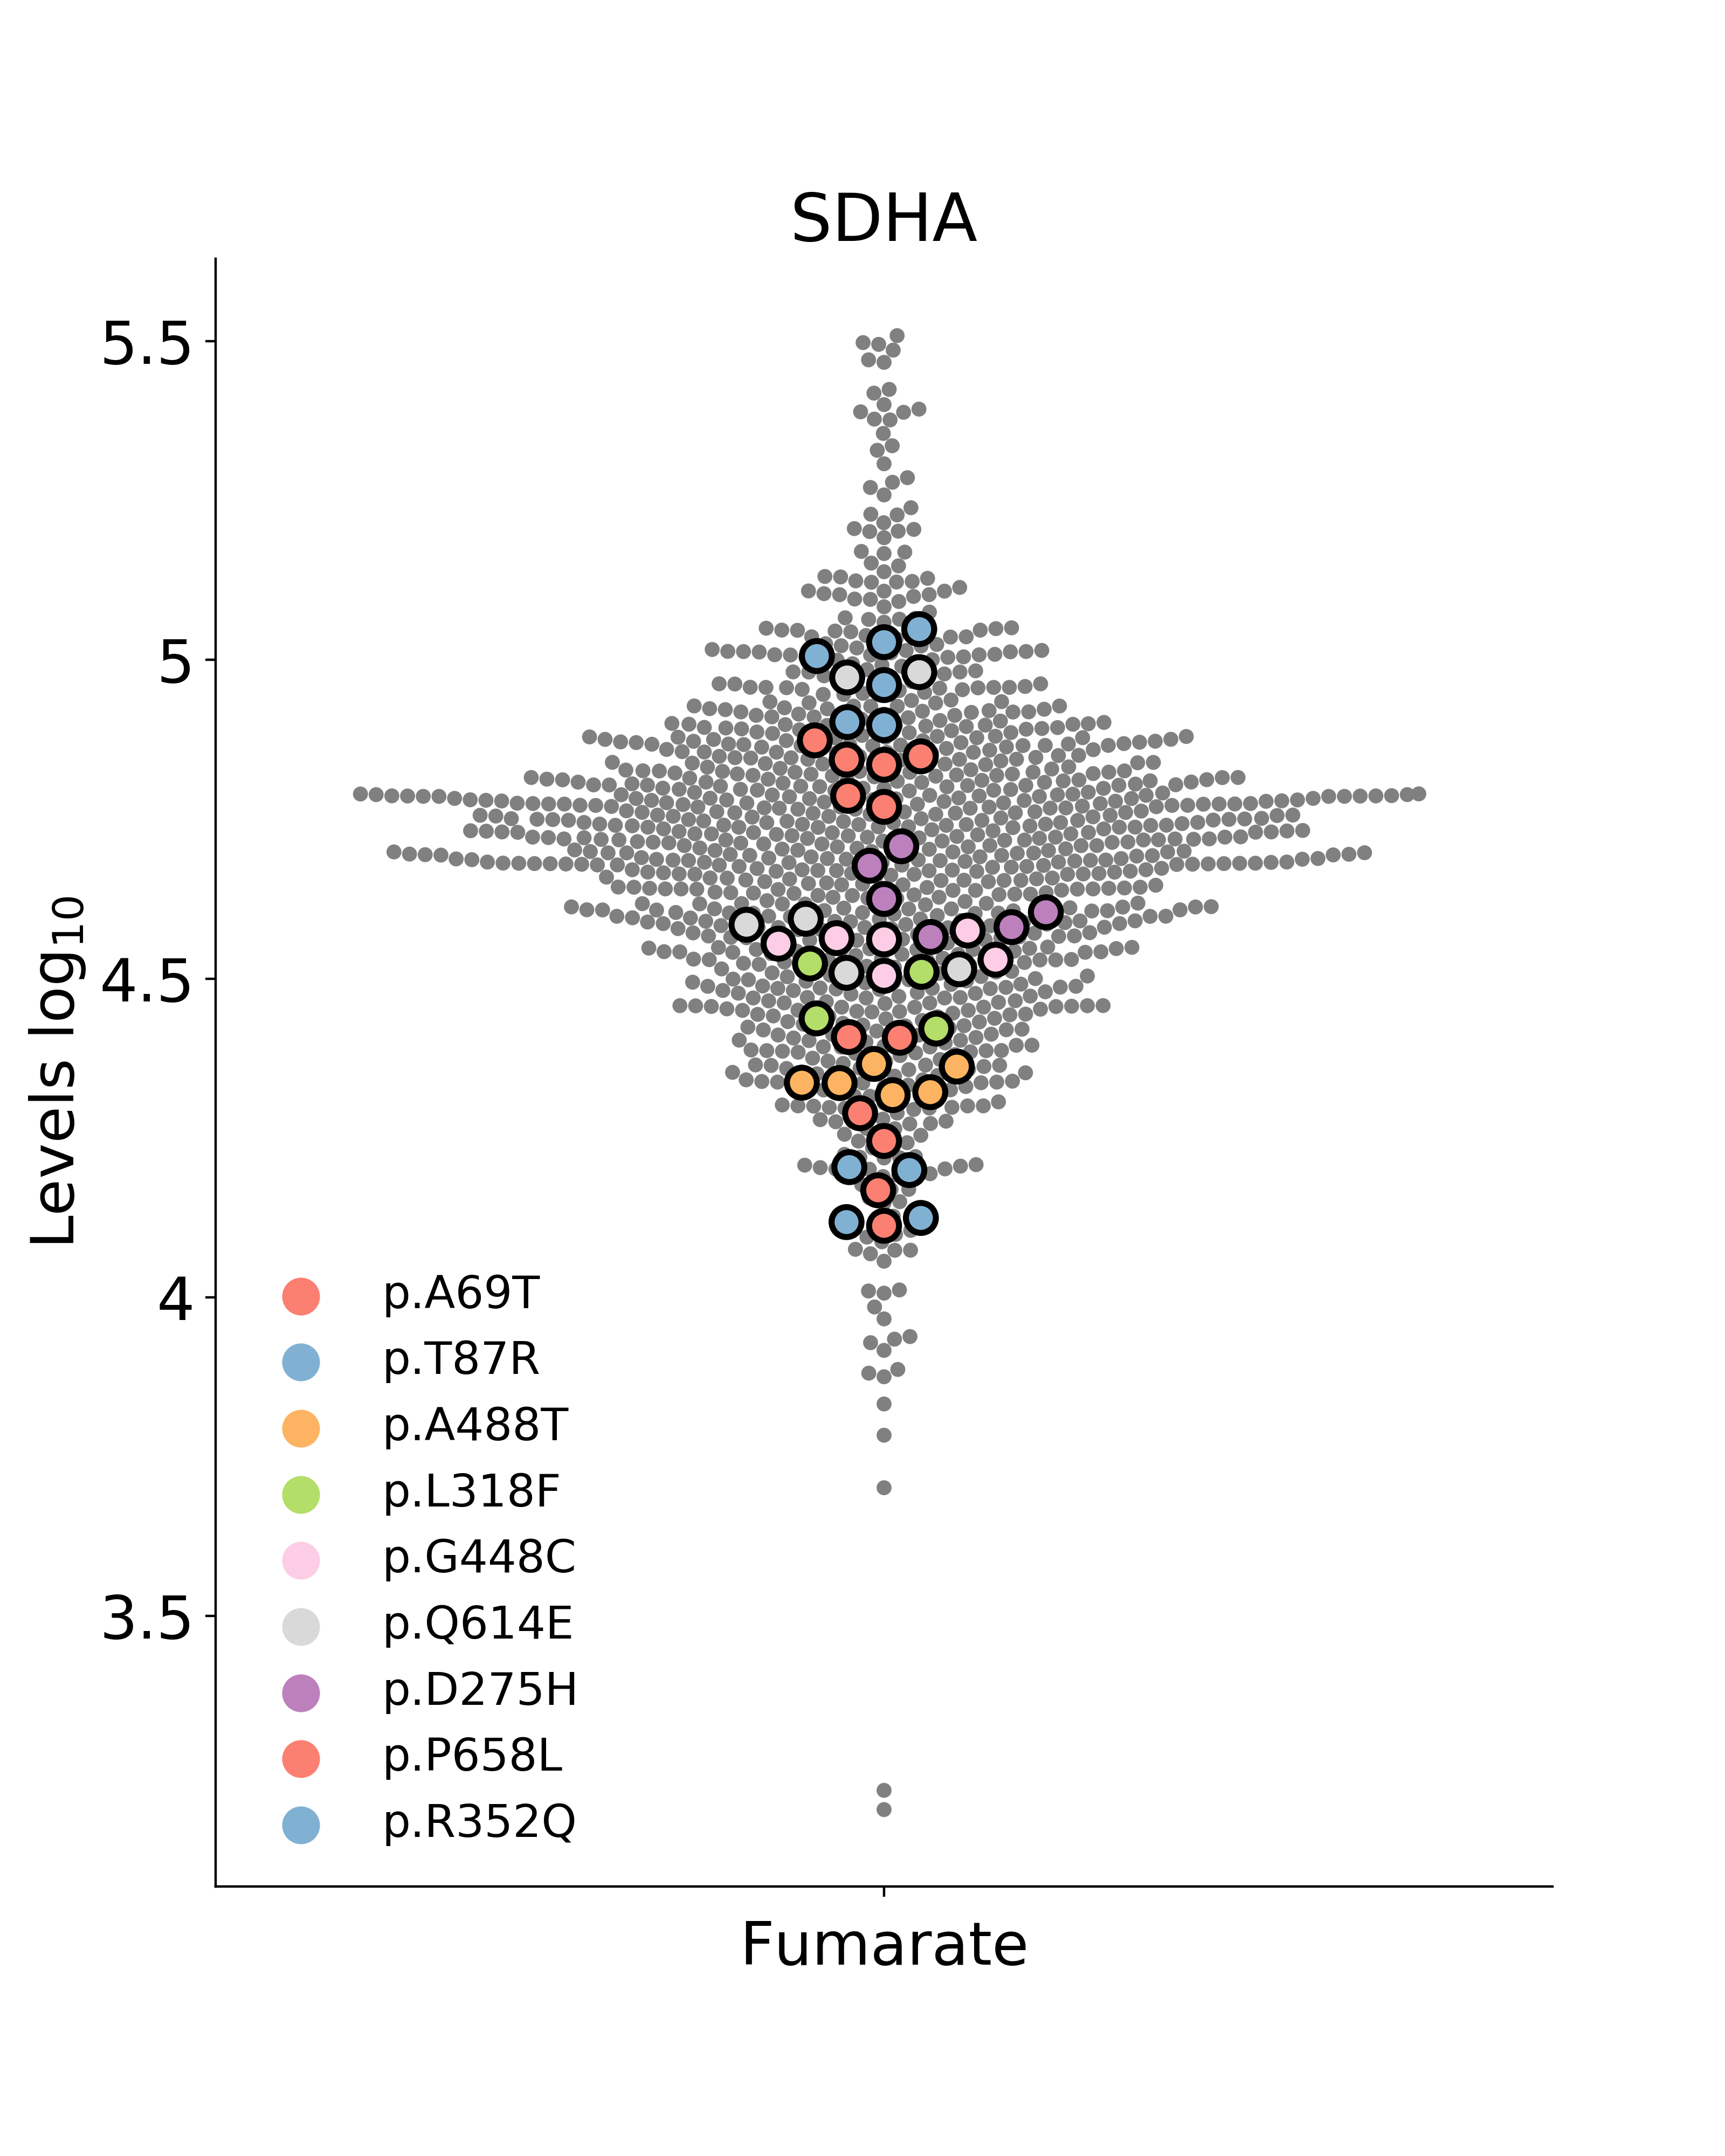 SDHA
5.5
5
4.5
4
3.5
Levels log₁₀
p.A69T
p.T87R
p.A488T
p.L318F
p.G448C
p.Q614E
p.D275H
p.P658L
p.R352Q
Fumarate